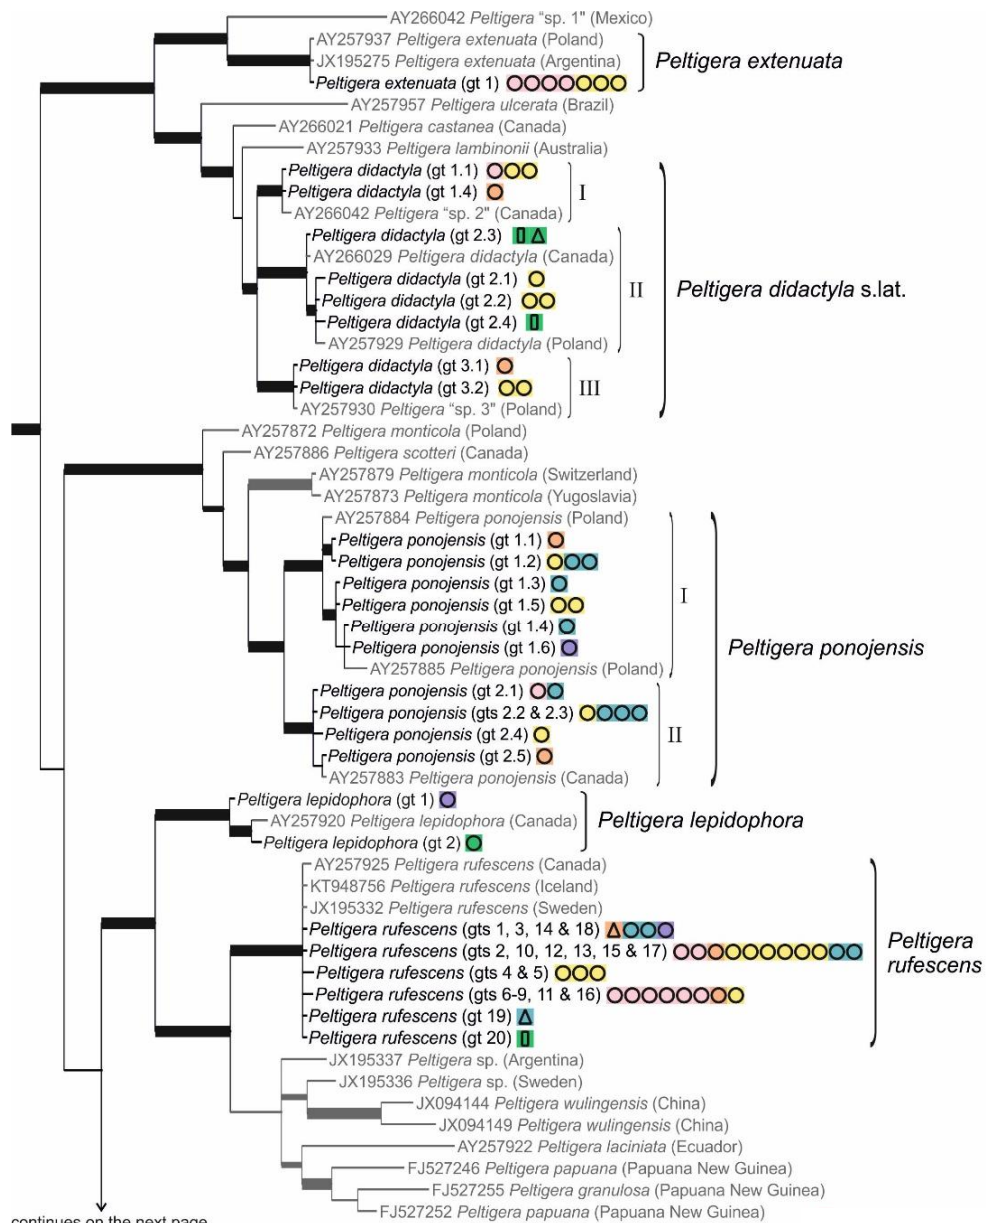 AY266042 Peltigera "sp. 1" (Mexico)
AY257937 Peltigera extenuata (Poland)
JX195275 Peltigera extenuata (Argentina)
Peltigera extenuata
Peltigera extenuata (gt 1)
AY257957 Peltigera ulcerata (Brazil)
AY266021 Peltigera castanea (Canada)
AY257933 Peltigera lambinonii (Australia)
Peltigera didactyla (gt 1.1)
Peltigera didactyla (gt 1.4)
I
AY266042 Peltigera "sp. 2" (Canada)
Peltigera didactyla (gt 2.3)
AY266029 Peltigera didactyla (Canada)
Peltigera didactyla (gt 2.1)
II
Peltigera didactyla s.lat.
Peltigera didactyla (gt 2.2)
Peltigera didactyla (gt 2.4)
AY257929 Peltigera didactyla (Poland)
Peltigera didactyla (gt 3.1)
Peltigera didactyla (gt 3.2)
III
AY257930 Peltigera "sp. 3" (Poland)
AY257872 Peltigera monticola (Poland)
AY257886 Peltigera scotteri (Canada)
AY257879 Peltigera monticola (Switzerland)
AY257873 Peltigera monticola (Yugoslavia)
AY257884 Peltigera ponojensis (Poland)
Peltigera ponojensis (gt 1.1)
Peltigera ponojensis (gt 1.2)
Peltigera ponojensis (gt 1.3)
I
Peltigera ponojensis (gt 1.5)
Peltigera ponojensis (gt 1.4)
Peltigera ponojensis (gt 1.6)
Peltigera ponojensis
AY257885 Peltigera ponojensis (Poland)
Peltigera ponojensis (gt 2.1)
Peltigera ponojensis (gts 2.2 & 2.3)
Peltigera ponojensis (gt 2.4)
II
Peltigera ponojensis (gt 2.5)
AY257883 Peltigera ponojensis (Canada)
Peltigera lepidophora (gt 1)
AY257920 Peltigera lepidophora (Canada)
Peltigera lepidophora
Peltigera lepidophora (gt 2)
AY257925 Peltigera rufescens (Canada)
KT948756 Peltigera rufescens (Iceland)
JX195332 Peltigera rufescens (Sweden)
Peltigera rufescens (gts 1, 3, 14 & 18)
Peltigera rufescens (gts 2, 10, 12, 13, 15 & 17)
Peltigera
rufescens
Peltigera rufescens (gts 4 & 5)
Peltigera rufescens (gts 6-9, 11 & 16)
Peltigera rufescens (gt 19)
Peltigera rufescens (gt 20)
JX195337 Peltigera sp. (Argentina)
JX195336 Peltigera sp. (Sweden)
JX094144 Peltigera wulingensis (China)
JX094149 Peltigera wulingensis (China)
AY257922 Peltigera laciniata (Ecuador)
FJ527246 Peltigera papuana (Papuana New Guinea)
FJ527255 Peltigera granulosa (Papuana New Guinea)
FJ527252 Peltigera papuana (Papuana New Guinea)
continues on the next page